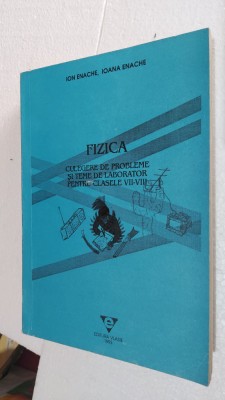 ION ENACHE, IOANA ENACHE
FIZICA
CULEGERE DE PROBLEME
ȘI TEME DE LABORATOR
PENTRU CLASELE VII-VIII